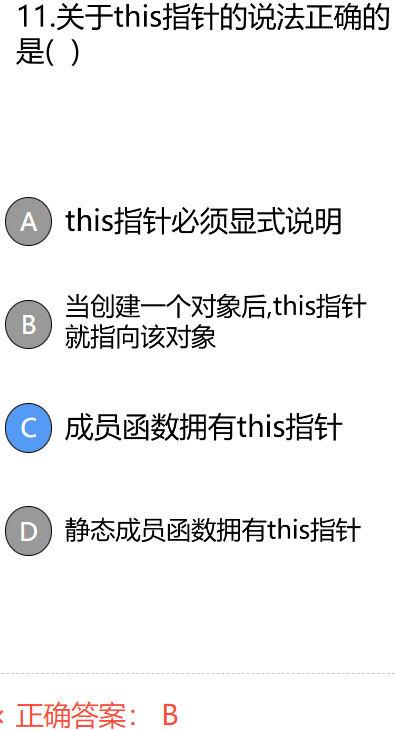 11.关于this指针的说法正确的
是(  )
A this指针必须显式说明
B 当创建一个对象后,this指针
就指向该对象
C 成员函数拥有this指针
D 静态成员函数拥有this指针
× 正确答案： B